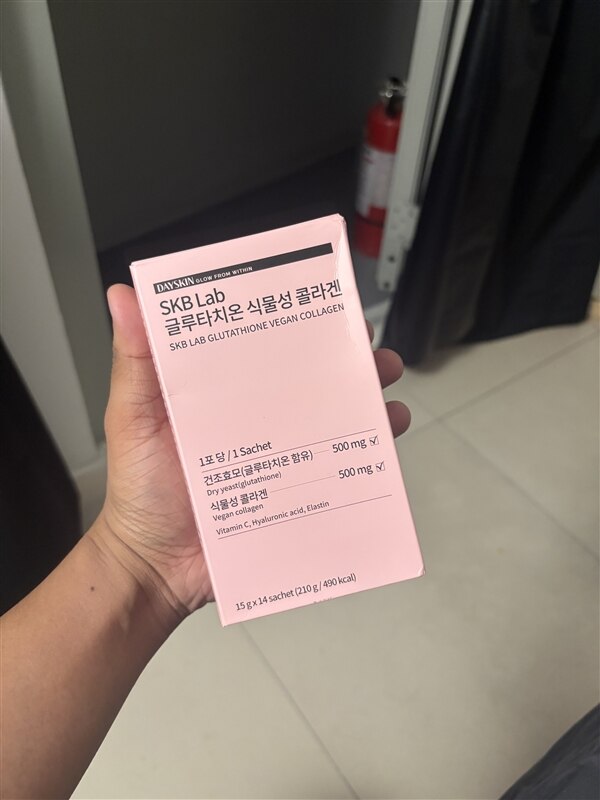 DAYSKIN GLOW FROM WITHIN
SKB Lab
글루타치온 식물성 콜라겐
SKB LAB GLUTATHIONE VEGAN COLLAGEN
1포 당 / 1 Sachet
건조효모(글루타치온 함유) 500 mg
Dry yeast(glutathione)
식물성 콜라겐 500 mg
Vegan collagen
Vitamin C, Hyaluronic acid, Elastin
15 g x 14 sachet (210 g / 490 kcal)